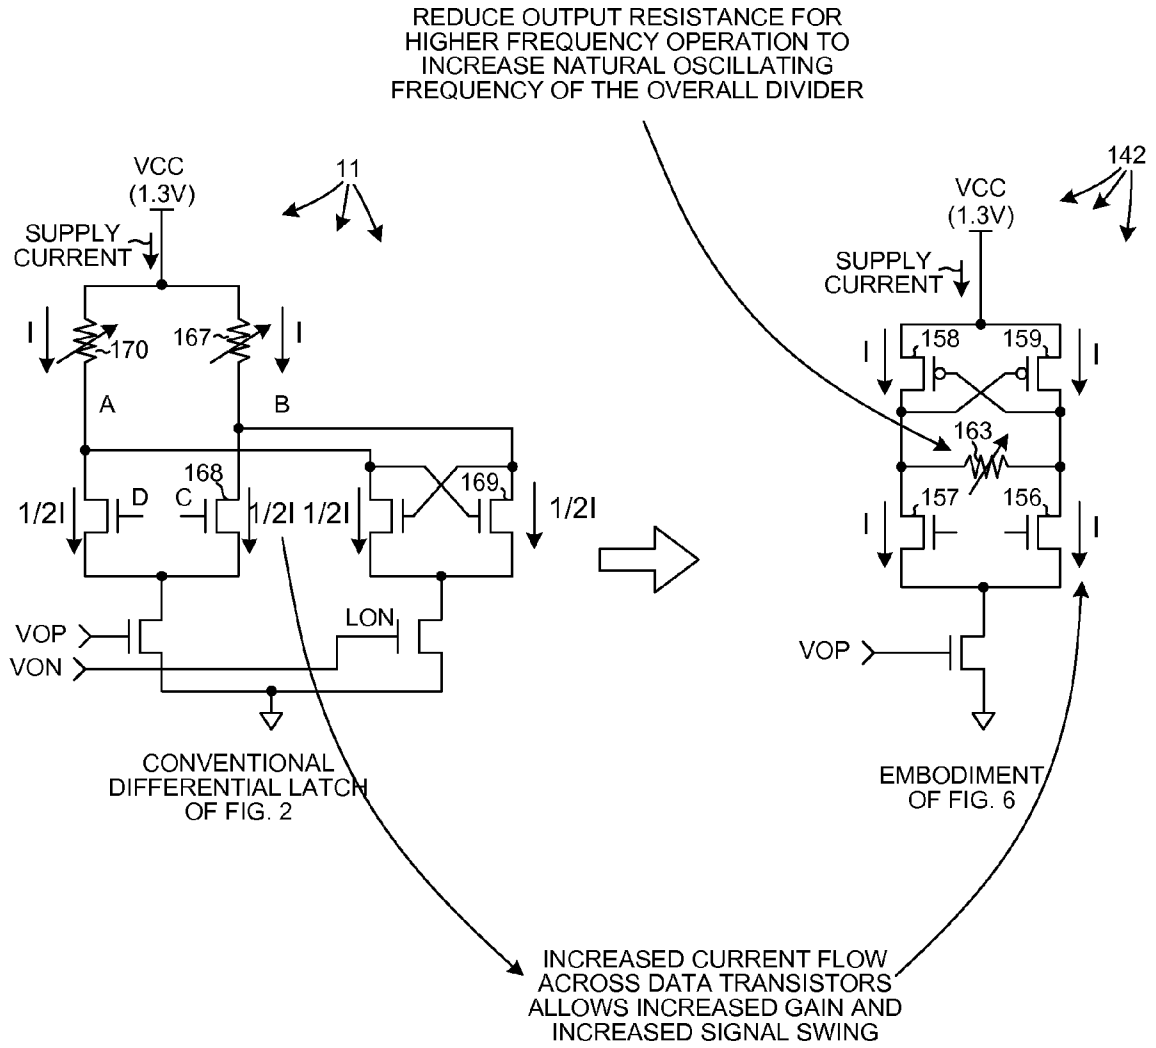 REDUCE OUTPUT RESISTANCE FOR
HIGHER FREQUENCY OPERATION TO
INCREASE NATURAL OSCILLATING
FREQUENCY OF THE OVERALL DIVIDER
VCC
(1.3V)
11
SUPPLY
CURRENT
I
170
167
I
A
B
168
169
D
C
1/2I
1/2I
1/2I
1/2I
VOP
VON
LON
CONVENTIONAL
DIFFERENTIAL LATCH
OF FIG. 2
142
VCC
(1.3V)
SUPPLY
CURRENT
158
159
I
I
163
157
156
I
I
VOP
EMBODIMENT
OF FIG. 6
INCREASED CURRENT FLOW
ACROSS DATA TRANSISTORS
ALLOWS INCREASED GAIN AND
INCREASED SIGNAL SWING